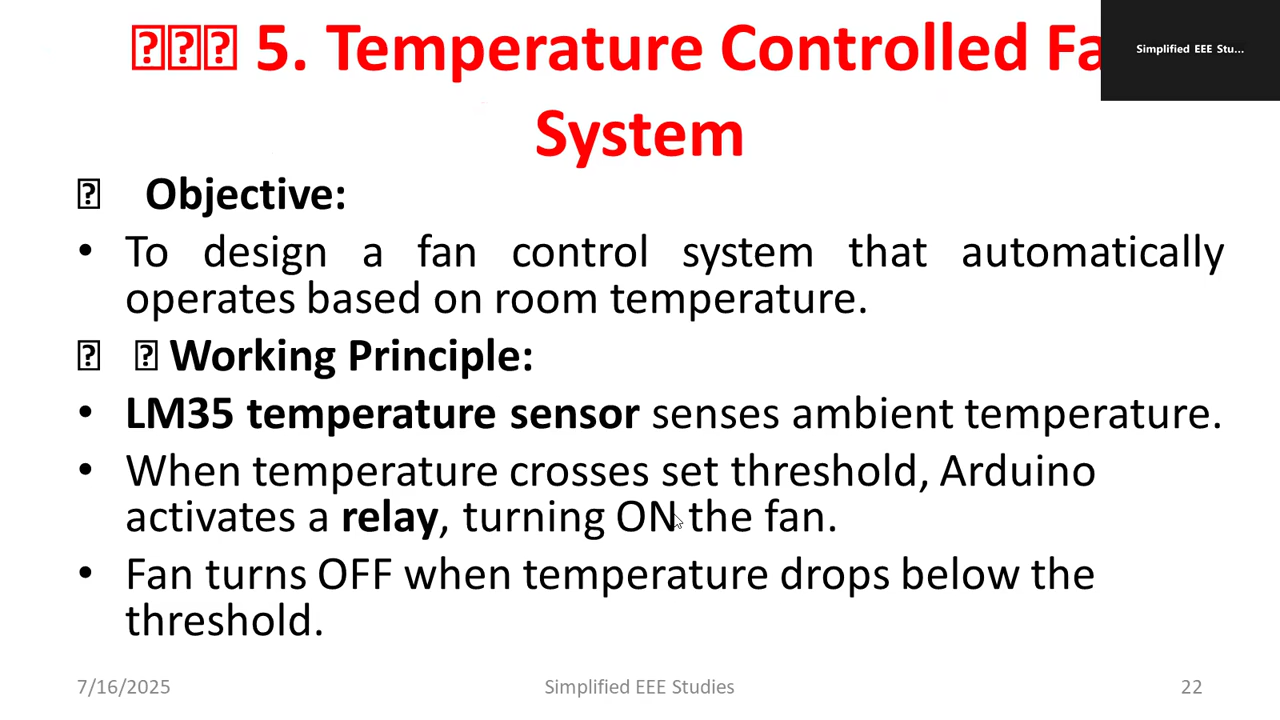 5. Temperature Controlled Fa
Simplified EEE Stu...
System
Objective:
• To design a fan control system that automatically
operates based on room temperature.
Working Principle:
• LM35 temperature sensor senses ambient temperature.
• When temperature crosses set threshold, Arduino
activates a relay, turning ON the fan.
• Fan turns OFF when temperature drops below the
threshold.
7/16/2025
Simplified EEE Studies
22